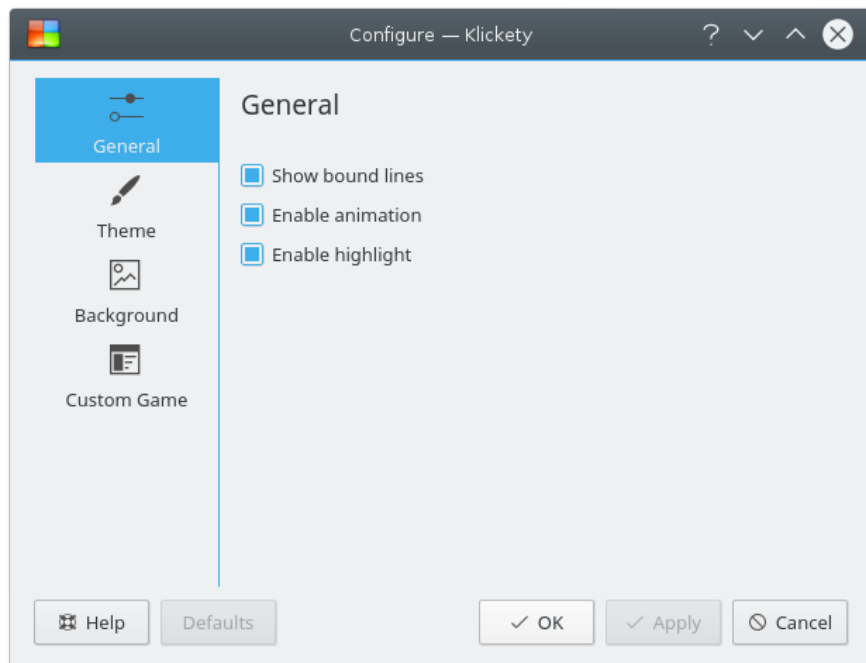 Configure — Klickety
General
General
Show bound lines
Enable animation
Enable highlight
Theme
Background
Custom Game
Help
Defaults
OK
Apply
Cancel